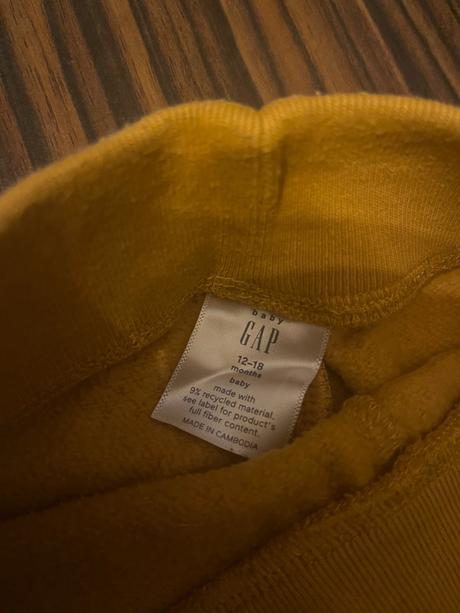 baby
GAP
12-18
months
baby
made with
9% recycled material.
see label for product's
full fiber content.
MADE IN CAMBODIA